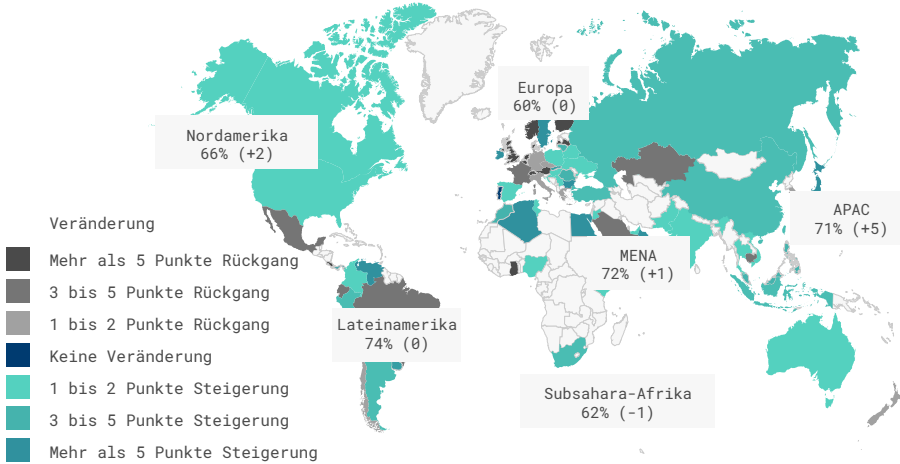 Europa
60% (0)
Nordamerika
66% (+2)
APAC
71% (+5)
Veränderung
Mehr als 5 Punkte Rückgang
MENA
72% (+1)
3 bis 5 Punkte Rückgang
1 bis 2 Punkte Rückgang
Lateinamerika
74% (0)
Keine Veränderung
1 bis 2 Punkte Steigerung
Subsahara-Afrika
62% (-1)
3 bis 5 Punkte Steigerung
Mehr als 5 Punkte Steigerung